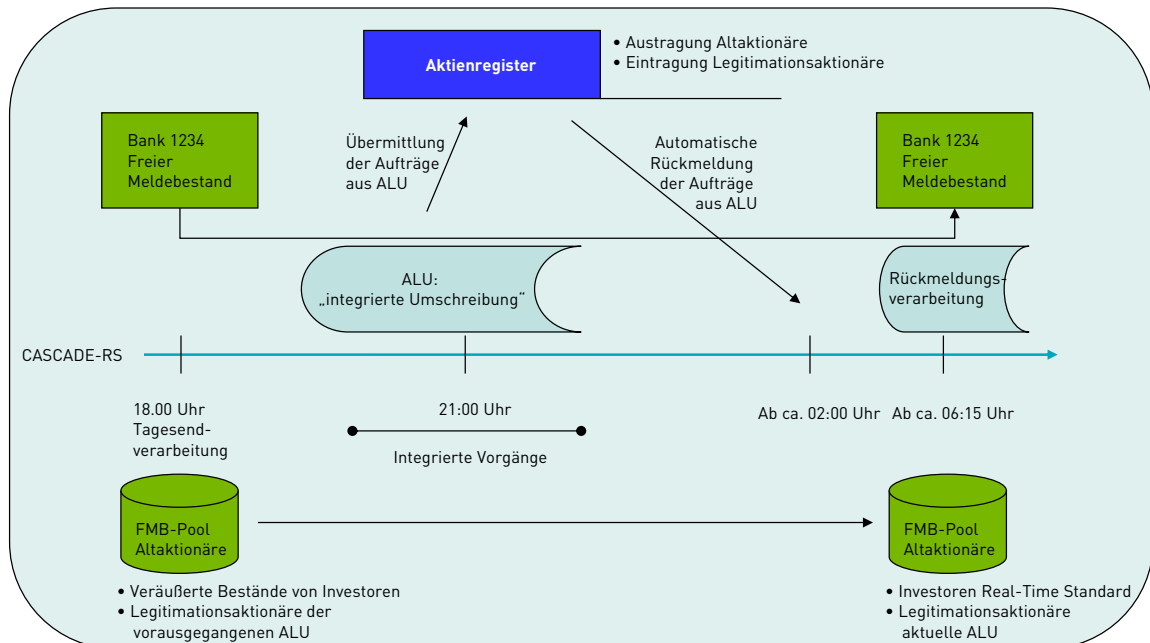 Aktienregister
• Austragung Altaktionäre
• Eintragung Legitimationsaktionäre
Bank 1234
Freier
Meldebestand
Übermittlung
der Aufträge
aus ALU
Automatische
Rückmeldung
der Aufträge
aus ALU
Bank 1234
Freier
Meldebestand
ALU:
„integrierte Umschreibung“
Rückmeldungs-
verarbeitung
CASCADE-RS
18.00 Uhr
Tagesend-
verarbeitung
21:00 Uhr
Ab ca. 02:00 Uhr
Ab ca. 06:15 Uhr
Integrierte Vorgänge
FMB-Pool
Altaktionäre
FMB-Pool
Altaktionäre
• Veräußerte Bestände von Investoren
• Legitimationsaktionäre der
vorausgegangenen ALU
• Investoren Real-Time Standard
• Legitimationsaktionäre
aktuelle ALU